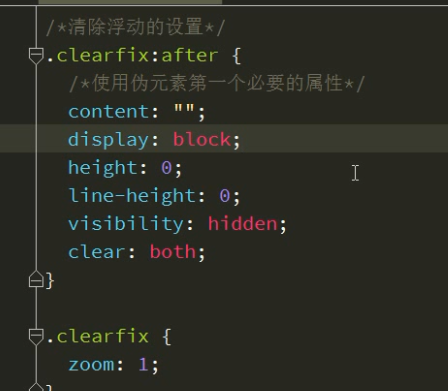 /*清除浮动的设置*/
.clearfix:after {
/*使用伪元素第一个必要的属性*/
content: "";
display: block;
height: 0;
line-height: 0;
visibility: hidden;
clear: both;
}
.clearfix {
zoom: 1;
}